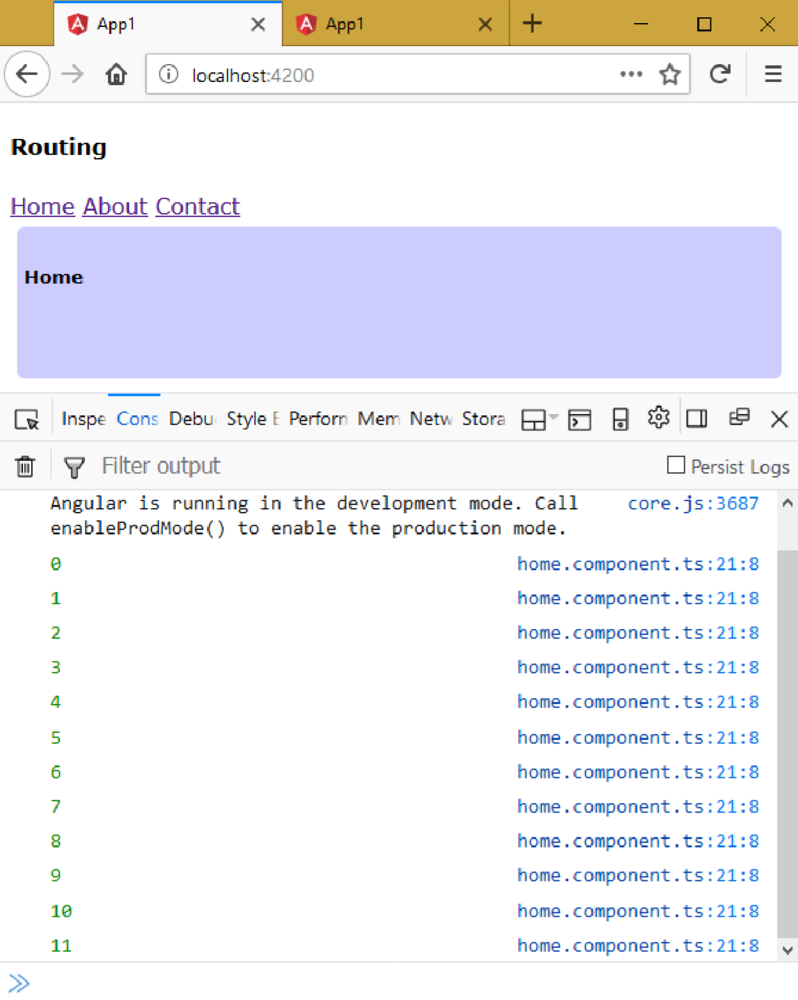 App1 App1
localhost:4200
Routing
Home About Contact
Home
Inspe Cons Debu Style E Perform Mem Netw Stora
Filter output Persist Logs
Angular is running in the development mode. Call core.js:3687
enableProdMode() to enable the production mode.
0 home.component.ts:21:8
1 home.component.ts:21:8
2 home.component.ts:21:8
3 home.component.ts:21:8
4 home.component.ts:21:8
5 home.component.ts:21:8
6 home.component.ts:21:8
7 home.component.ts:21:8
8 home.component.ts:21:8
9 home.component.ts:21:8
10 home.component.ts:21:8
11 home.component.ts:21:8